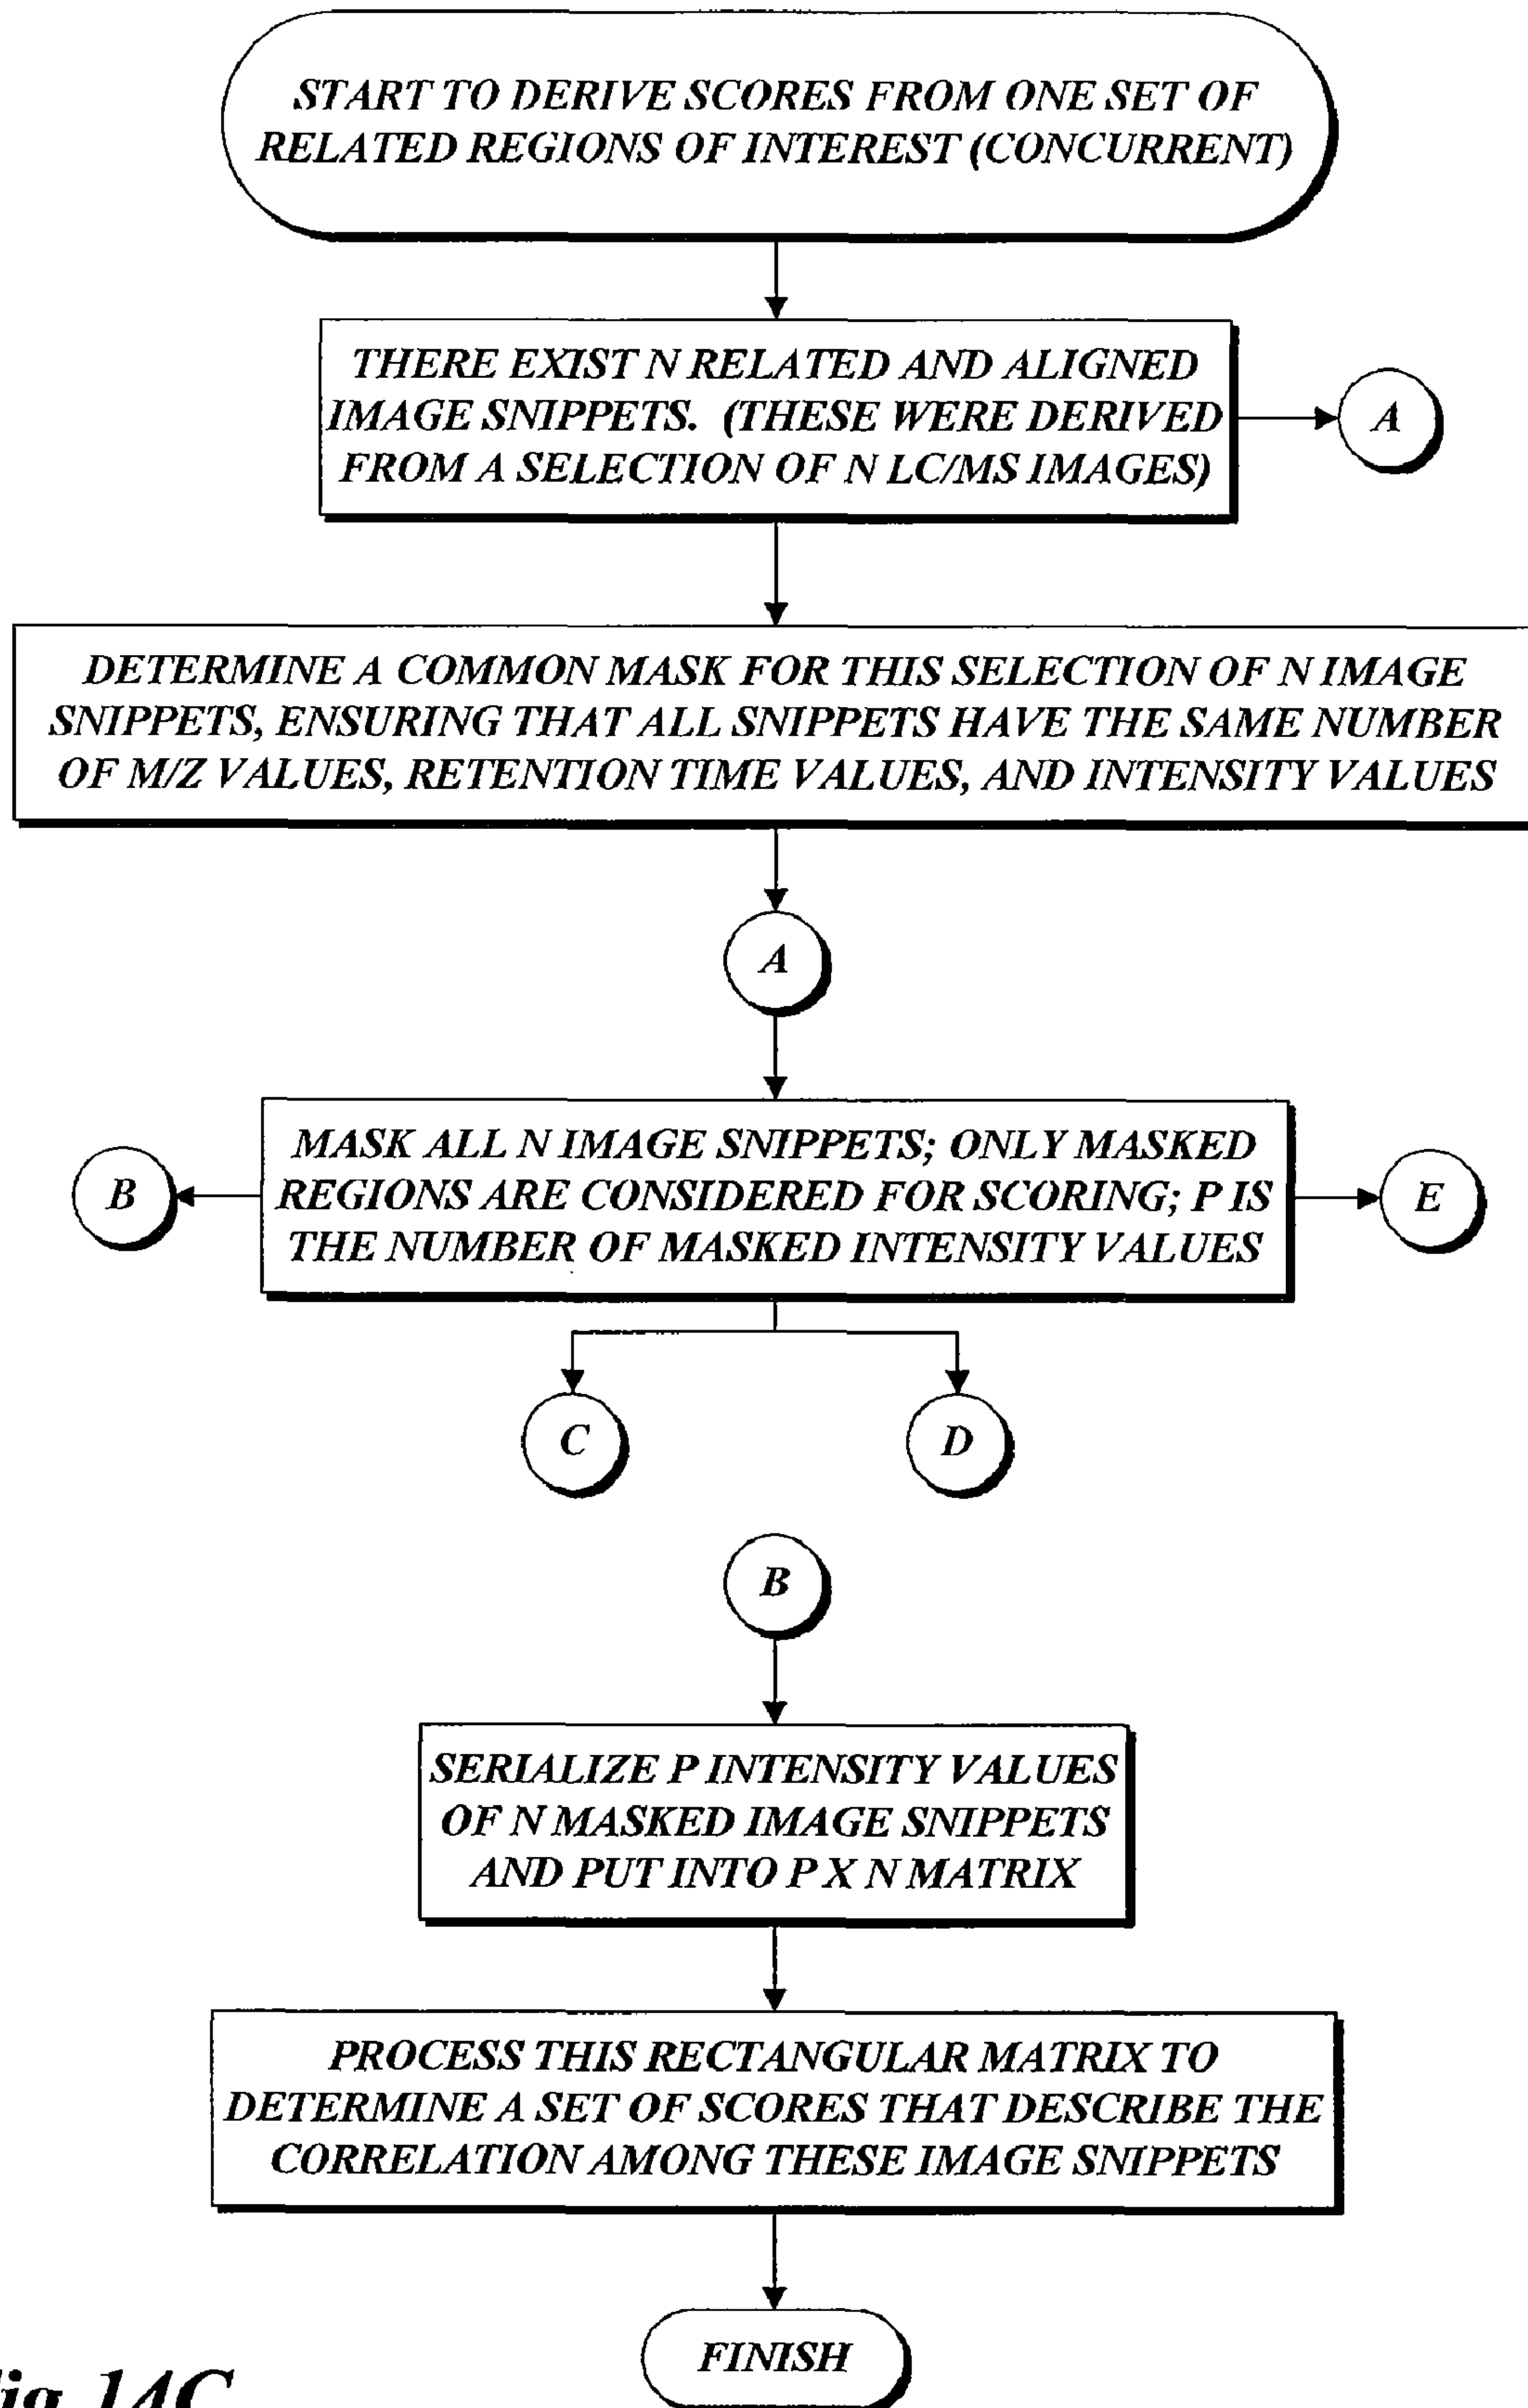 START TO DERIVE SCORES FROM ONE SET OF
RELATED REGIONS OF INTEREST (CONCURRENT)
THERE EXIST N RELATED AND ALIGNED
IMAGE SNIPPETS. (THESE WERE DERIVED
FROM A SELECTION OF N LC/MS IMAGES)
A
DETERMINE A COMMON MASK FOR THIS SELECTION OF N IMAGE
SNIPPETS, ENSURING THAT ALL SNIPPETS HAVE THE SAME NUMBER
OF M/Z VALUES, RETENTION TIME VALUES, AND INTENSITY VALUES
A
B
MASK ALL N IMAGE SNIPPETS; ONLY MASKED
REGIONS ARE CONSIDERED FOR SCORING; P IS
THE NUMBER OF MASKED INTENSITY VALUES
E
C
D
B
SERIALIZE P INTENSITY VALUES
OF N MASKED IMAGE SNIPPETS
AND PUT INTO P X N MATRIX
PROCESS THIS RECTANGULAR MATRIX TO
DETERMINE A SET OF SCORES THAT DESCRIBE THE
CORRELATION AMONG THESE IMAGE SNIPPETS
FINISH
14C